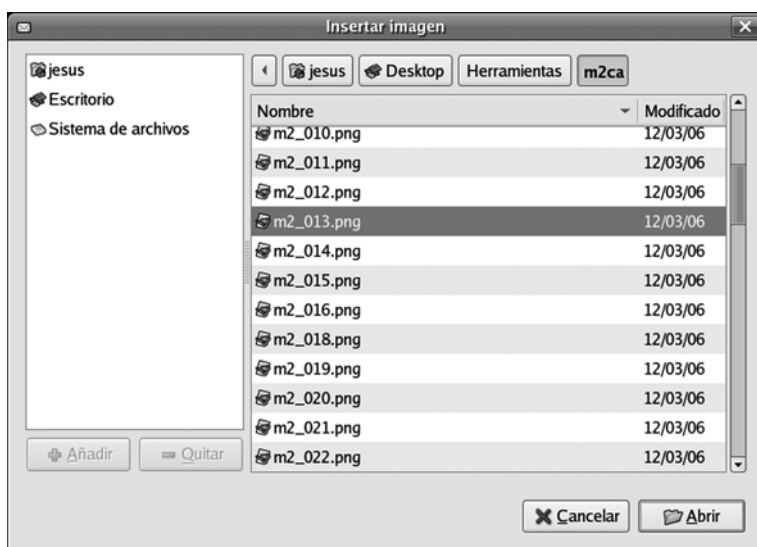 Insertar imagen
jesus
Escritorio
Sistema de archivos
Añadir
Quitar
jesus Desktop Herramientas m2ca
Nombre Modificado
m2_010.png 12/03/06
m2_011.png 12/03/06
m2_012.png 12/03/06
m2_013.png 12/03/06
m2_014.png 12/03/06
m2_015.png 12/03/06
m2_016.png 12/03/06
m2_018.png 12/03/06
m2_019.png 12/03/06
m2_020.png 12/03/06
m2_021.png 12/03/06
m2_022.png 12/03/06
Cancelar Abrir